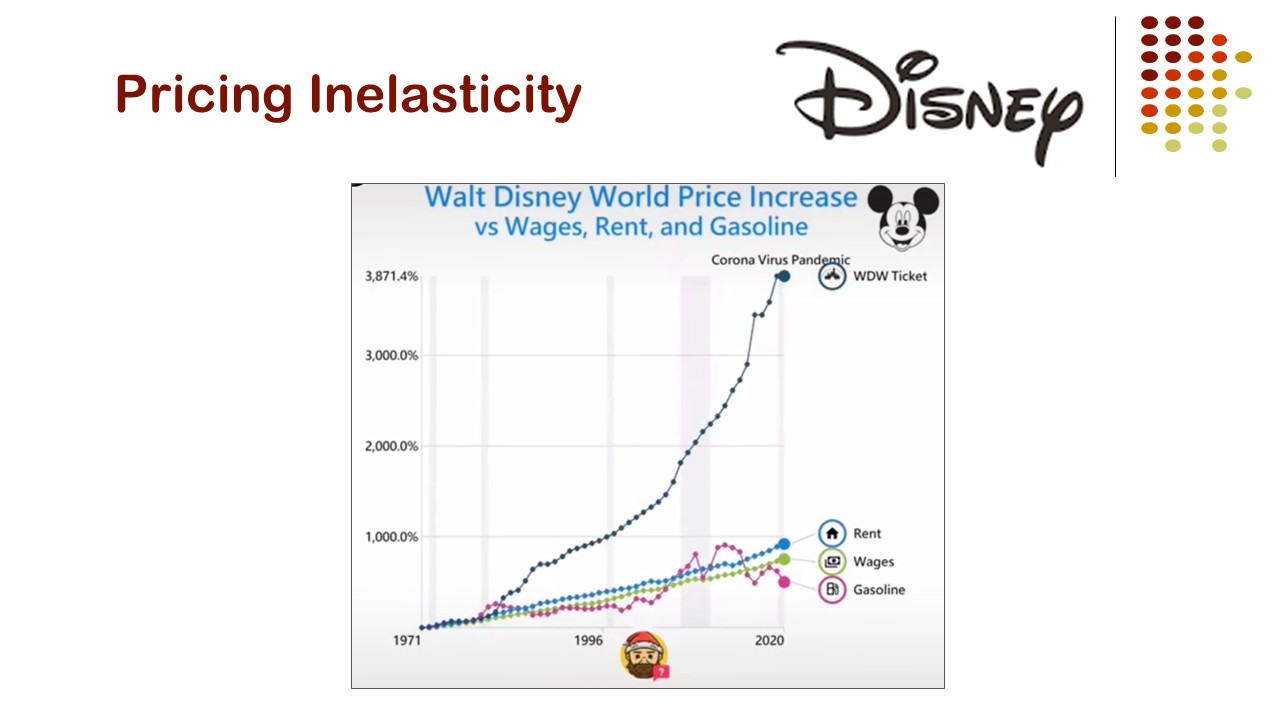 Pricing Inelasticity
Disney
Walt Disney World Price Increase
vs Wages, Rent, and Gasoline
Corona Virus Pandemic
3,871.4%
WDW Ticket
3,000.0%
2,000.0%
1,000.0%
Rent
Wages
Gasoline
1971
1996
2020
?